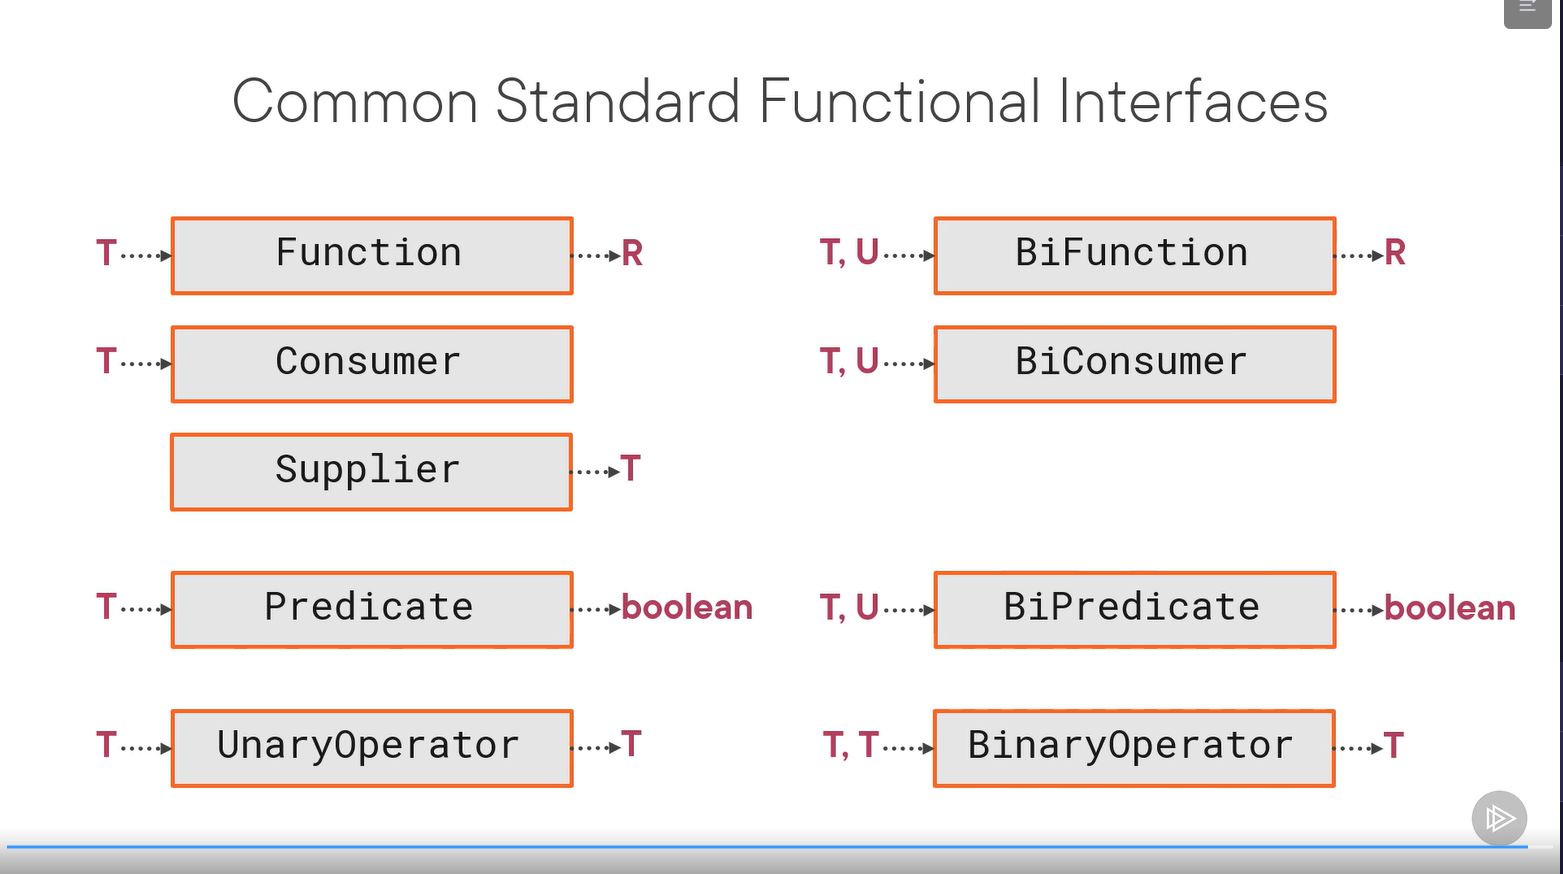 Common Standard Functional Interfaces
T Function R
T, U BiFunction R
T Consumer
T, U BiConsumer
Supplier T
T Predicate boolean
T, U BiPredicate boolean
T UnaryOperator T
T, T BinaryOperator T